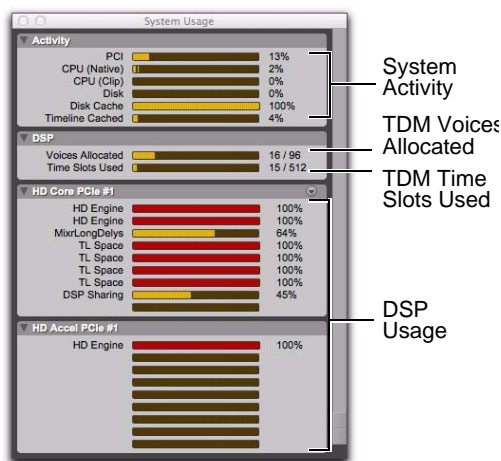 System Usage
Activity
PCI 13%
CPU (Native) 2%
CPU (Clip) 0%
Disk 0%
Disk Cache 100%
Timeline Cached 4%
DSP
Voices Allocated 16 / 96
Time Slots Used 15 / 512
HD Core PCIe #1
HD Engine 100%
HD Engine 100%
MixrLongDelys 64%
TL Space 100%
TL Space 100%
TL Space 100%
TL Space 100%
DSP Sharing 45%
HD Accel PCIe #1
HD Engine 100%
System
Activity
TDM Voices
Allocated
TDM Time
Slots Used
DSP
Usage